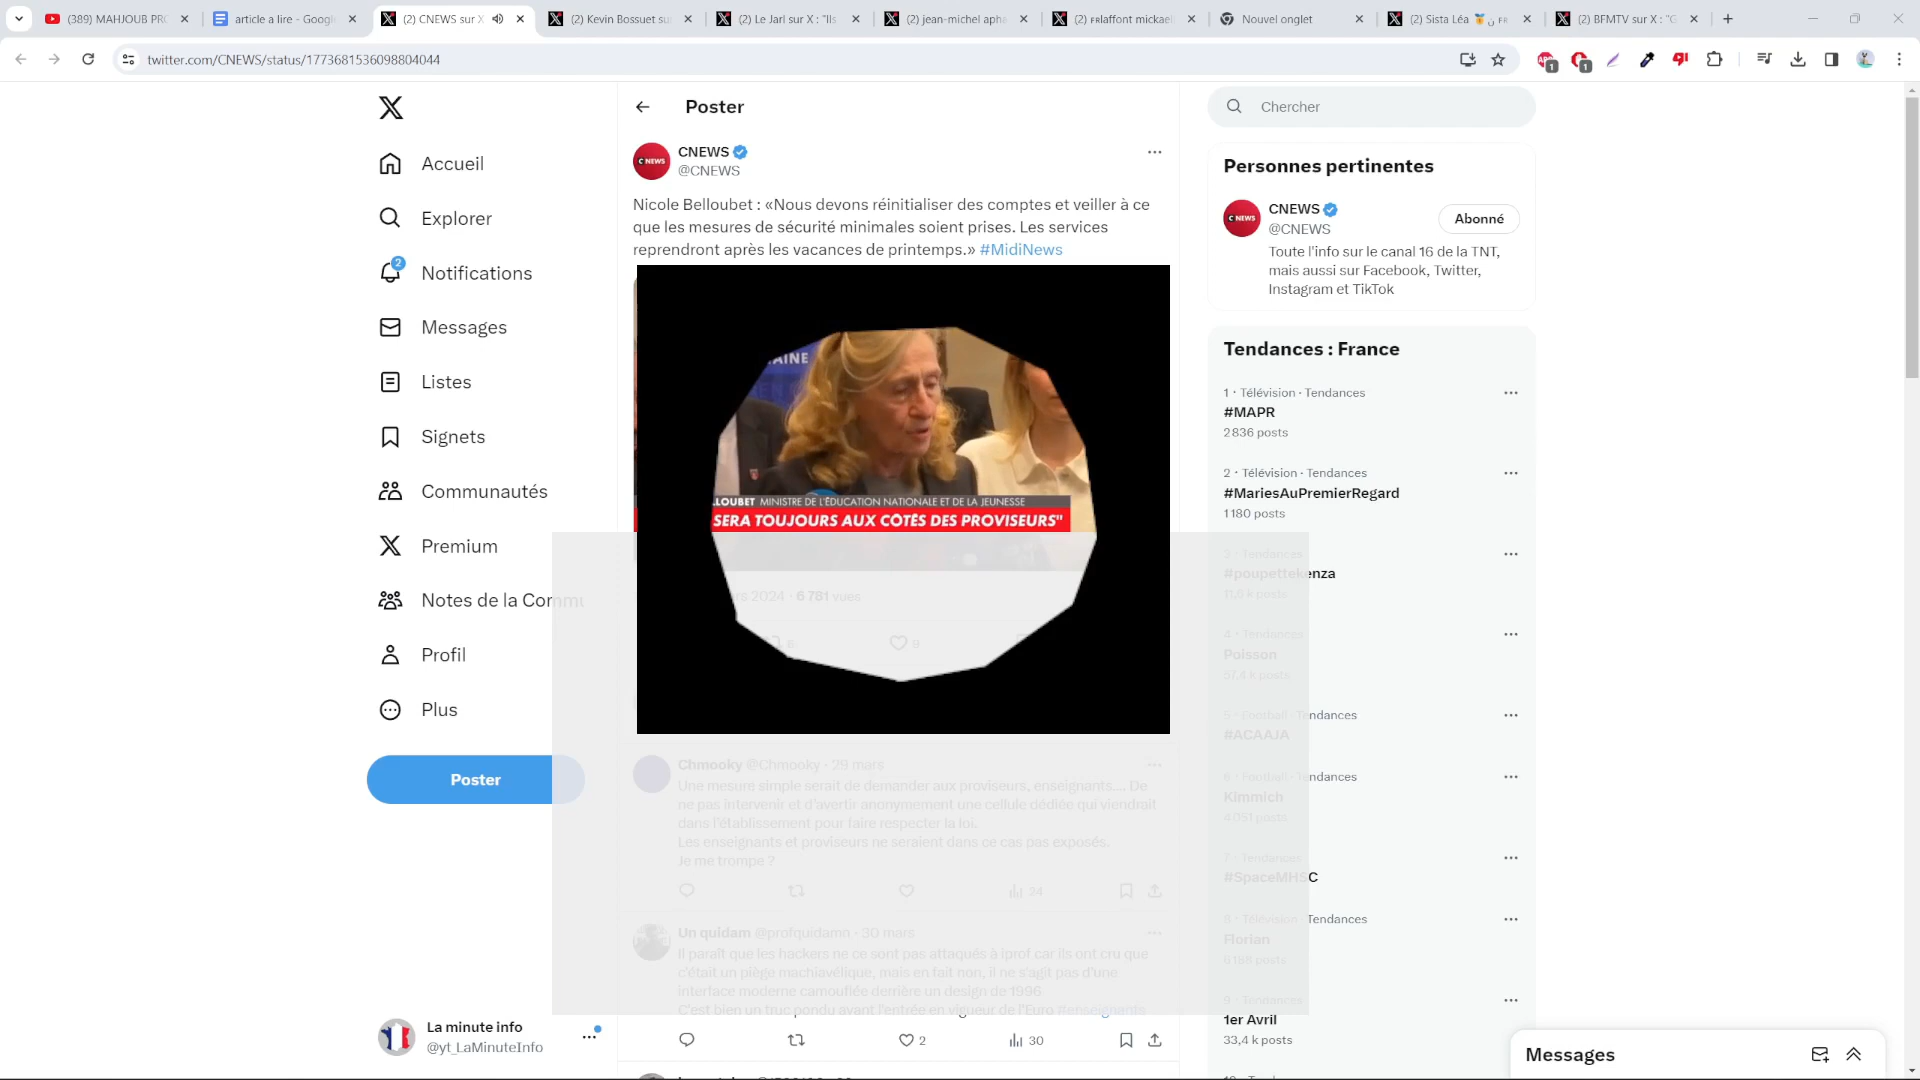 (389) MAHJOUB PR
article a lire - Googl
(2) CNEWS sur X
(2) Kevin Bossuet su
(2) Le Jarl sur X : "Ils
(2) jean-michel apha
(2) FRlaffont mickael
Nouvel onglet
(2) Sista Léa
(2) BFMTV sur X : "G
twitter.com/CNEWS/status/1773681536098804044
Poster
Chercher
CNEWS
@CNEWS
Nicole Belloubet : «Nous devons réinitialiser des comptes et veiller à ce
que les mesures de sécurité minimales soient prises. Les services
reprendront après les vacances de printemps.» #MidiNews
AINE
LOUBET MINISTRE DE L'ÉDUCATION NATIONALE ET DE LA JEUNESSE
SERA TOUJOURS AUX CÔTÉS DES PROVISEURS"
rs 2024 · 6 781 vues
6
9
Chmooky @Chmooky · 29 mars
Une mesure simple serait de demander aux proviseurs, enseignants.... De
ne pas intervenir et d'avertir anonymement une cellule dédiée qui viendrait
dans l'établissement pour faire respecter la loi.
Les enseignants et proviseurs ne seraient dans ce cas pas exposés.
Je me trompe ?
24
Un quidam @profquidamn · 30 mars
Il paraît que les hackers ne ce sont pas attaqués à iprof car ils ont cru que
c'était un piège machiavélique, mais en fait non, il ne s'agit pas d'une
interface moderne camouflée derrière un design de 1996
C'est bien un truc pondu avant l'entrée en vigueur de l'Euro #enseignants
2
30
Accueil
Explorer
2
Notifications
Messages
Listes
Signets
Communautés
Premium
Notes de la Commu
Profil
Plus
Poster
La minute info
@yt_LaMinuteInfo
Personnes pertinentes
CNEWS
@CNEWS
Abonné
Toute l'info sur le canal 16 de la TNT,
mais aussi sur Facebook, Twitter,
Instagram et TikTok
Tendances : France
1 · Télévision · Tendances
#MAPR
2 836 posts
2 · Télévision · Tendances
#MariesAuPremierRegard
1 180 posts
3 · Tendances
#poupettekenza
11,6 k posts
4 · Tendances
Poisson
57,4 k posts
5 · Football · Tendances
#ACAAJA
6 · Football · Tendances
Kimmich
4 051 posts
7 · Tendances
#SpaceMHSC
8 · Télévision · Tendances
Florian
6 158 posts
9 · Tendances
1er Avril
33,4 k posts
Messages